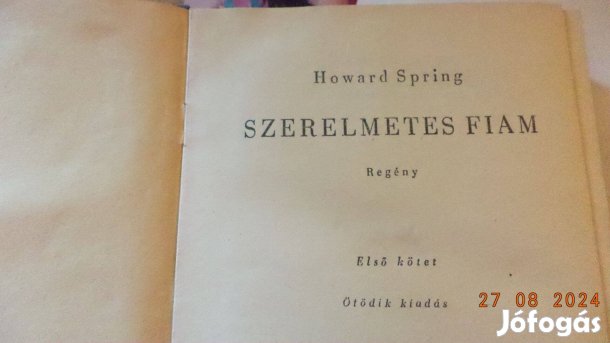 Howard Spring
SZERELMETES FIAM
Regény
Első kötet
Ötödik kiadás
27 08 2024
Jófogás